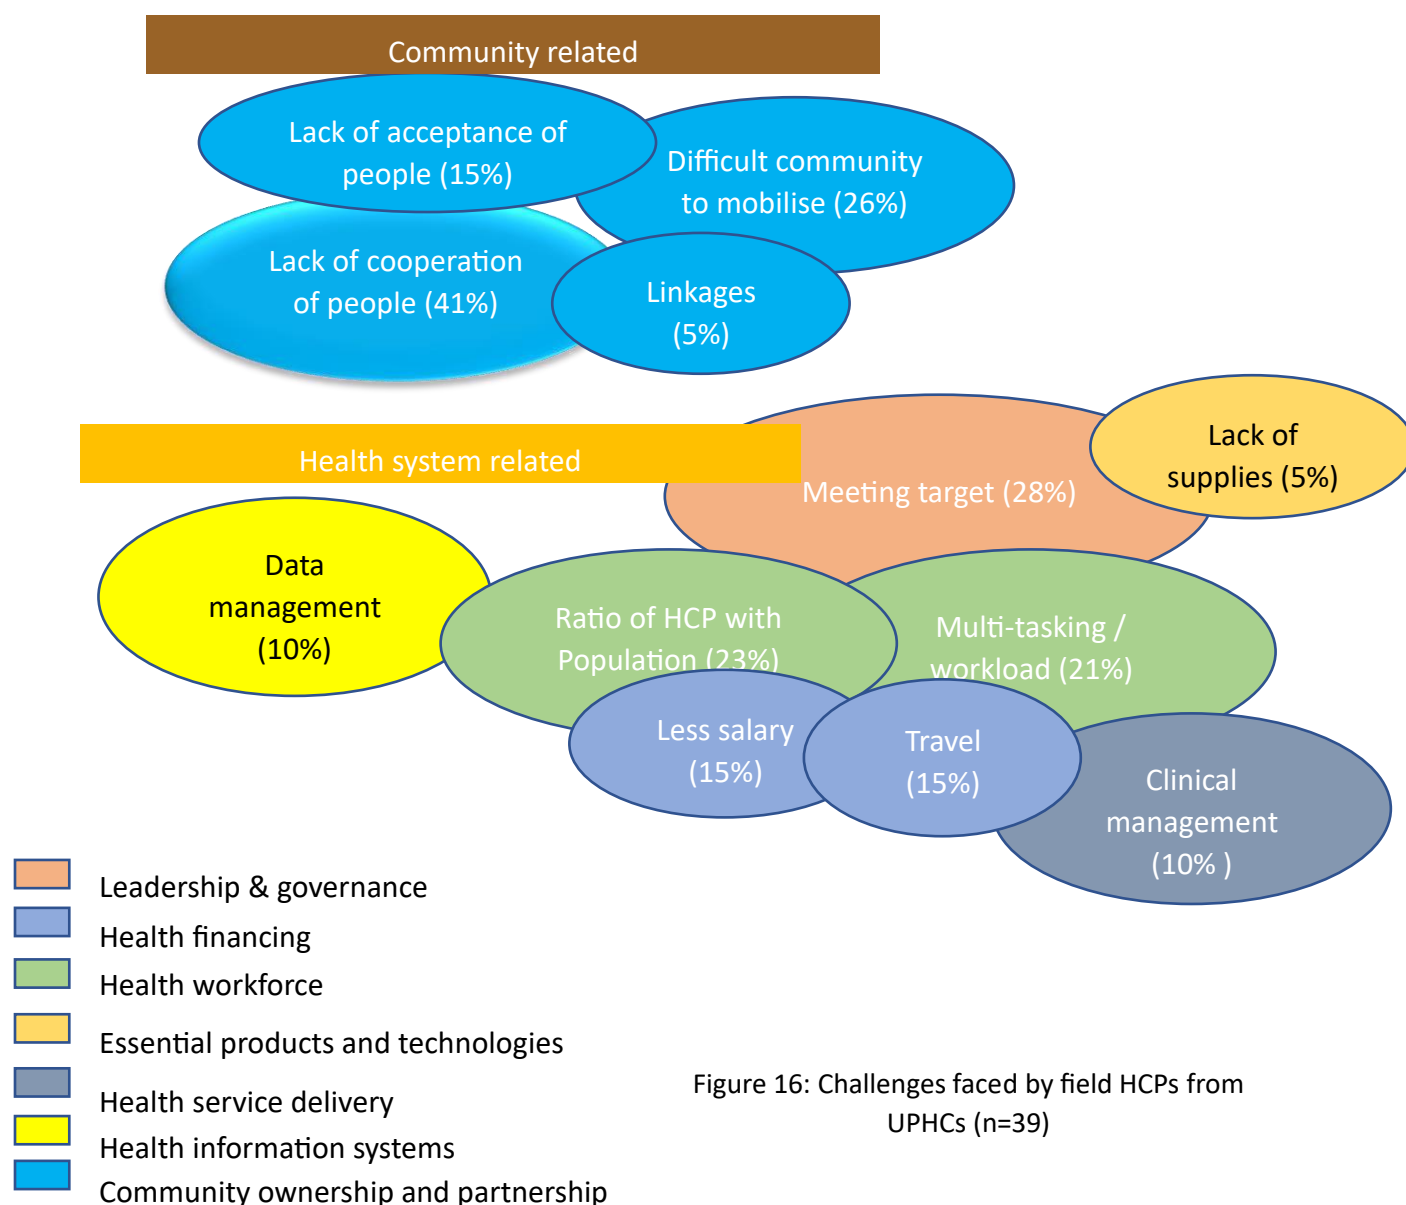 Community related
Lack of acceptance of
people (15%)
Difficult community
to mobilise (26%)
Lack of cooperation
of people (41%)
Linkages
(5%)
Health system related
Meeting target (28%)
Lack of
supplies (5%)
Data
management
(10%)
Ratio of HCP with
Population (23%)
Multi-tasking /
workload (21%)
Less salary
(15%)
Travel
(15%)
Clinical
management
(10% )
Leadership & governance
Health financing
Health workforce
Essential products and technologies
Health service delivery
Health information systems
Community ownership and partnership
Figure 16: Challenges faced by field HCPs from
UPHCs (n=39)